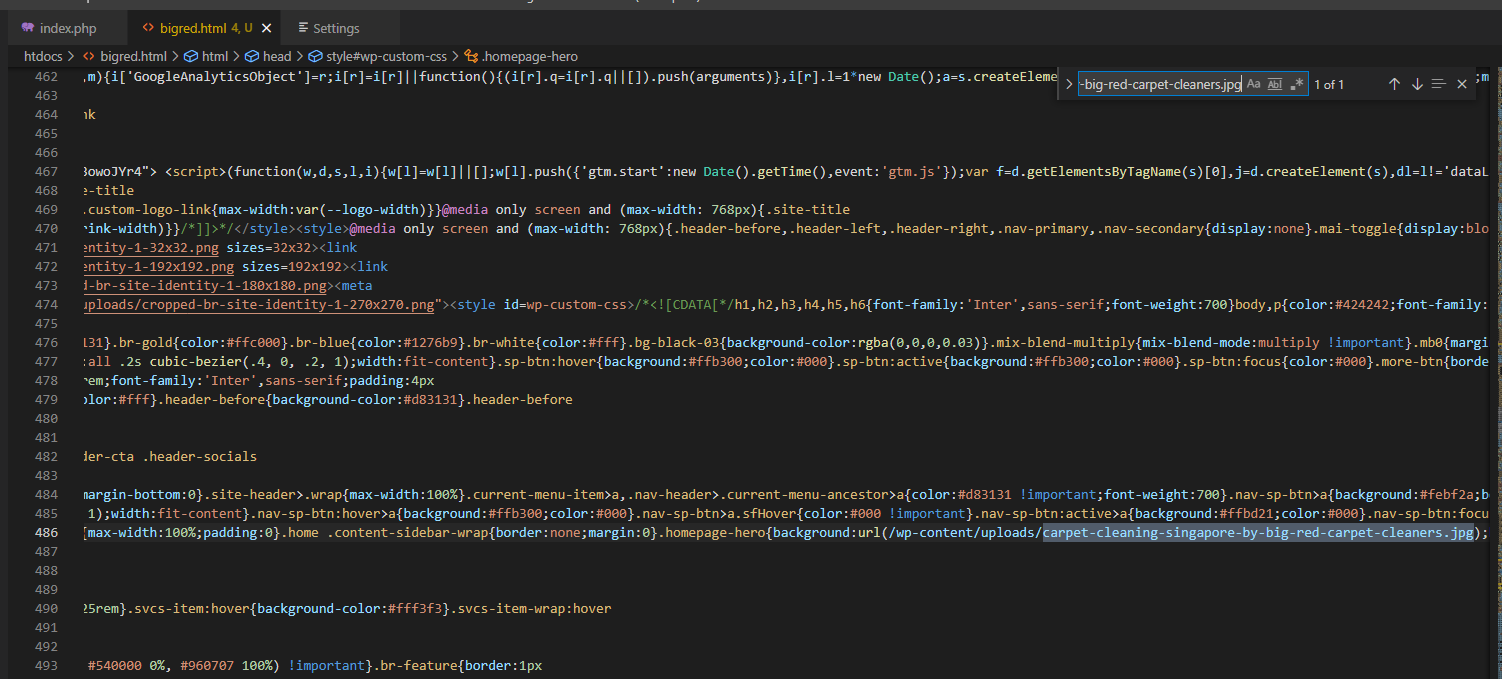 index.php bigred.html 4, U Settings
htdocs > bigred.html > html > head > style#wp-custom-css > .homepage-hero
-big-red-carpet-cleaners.jpg Aa Abl .* 1 of 1
462 ,m){i['GoogleAnalyticsObject']=r;i[r]=i[r]||function(){(i[r].q=i[r].q||[]).push(arguments)},i[r].l=1*new Date();a=s.createEleme
463
464 nk
465
466
467 3owoJYr4"> <script>(function(w,d,s,l,i){w[l]=w[l]||[];w[l].push({'gtm.start':new Date().getTime(),event:'gtm.js'});var f=d.getElementsByTagName(s)[0],j=d.createElement(s),dl=l!='dataL
468 e-title
469 .custom-logo-link{max-width:var(--logo-width)}}@media only screen and (max-width: 768px){.site-title
470 rink-width)}}/*]]>*/</style><style>@media only screen and (max-width: 768px){.header-before,.header-left,.header-right,.nav-primary,.nav-secondary{display:none}.mai-toggle{display:blo
471 entity-1-32x32.png sizes=32x32><link
472 entity-1-192x192.png sizes=192x192><link
473 d-br-site-identity-1-180x180.png><meta
474 uploads/cropped-br-site-identity-1-270x270.png"><style id=wp-custom-css>/*<![CDATA[*/h1,h2,h3,h4,h5,h6{font-family:'Inter',sans-serif;font-weight:700}body,p{color:#424242;font-family:
475
476 131}.br-gold{color:#ffc000}.br-blue{color:#1276b9}.br-white{color:#fff}.bg-black-03{background-color:rgba(0,0,0,0.03)}.mix-blend-multiply{mix-blend-mode:multiply !important}.mb0{margi
477 :all .2s cubic-bezier(.4, 0, .2, 1);width:fit-content}.sp-btn:hover{background:#ffb300;color:#000}.sp-btn:active{background:#ffb300;color:#000}.sp-btn:focus{color:#000}.more-btn{borde
478 rem;font-family:'Inter',sans-serif;padding:4px
479 olor:#fff}.header-before{background-color:#d83131}.header-before
480
481
482 der-cta .header-socials
483
484 margin-bottom:0}.site-header>.wrap{max-width:100%}.current-menu-item>a,.nav-header>.current-menu-ancestor>a{color:#d83131 !important;font-weight:700}.nav-sp-btn>a{background:#febf2a;b
485 1);width:fit-content}.nav-sp-btn:hover>a{background:#ffb300;color:#000}.nav-sp-btn>a.sfHover{color:#000 !important}.nav-sp-btn:active>a{background:#ffbd21;color:#000}.nav-sp-btn:focu
486 {max-width:100%;padding:0}.home .content-sidebar-wrap{border:none;margin:0}.homepage-hero{background:url(/wp-content/uploads/carpet-cleaning-singapore-by-big-red-carpet-cleaners.jpg);
487
488
489
490 25rem}.svcs-item:hover{background-color:#fff3f3}.svcs-item-wrap:hover
491
492
493 #540000 0%, #960707 100%) !important}.br-feature{border:1px